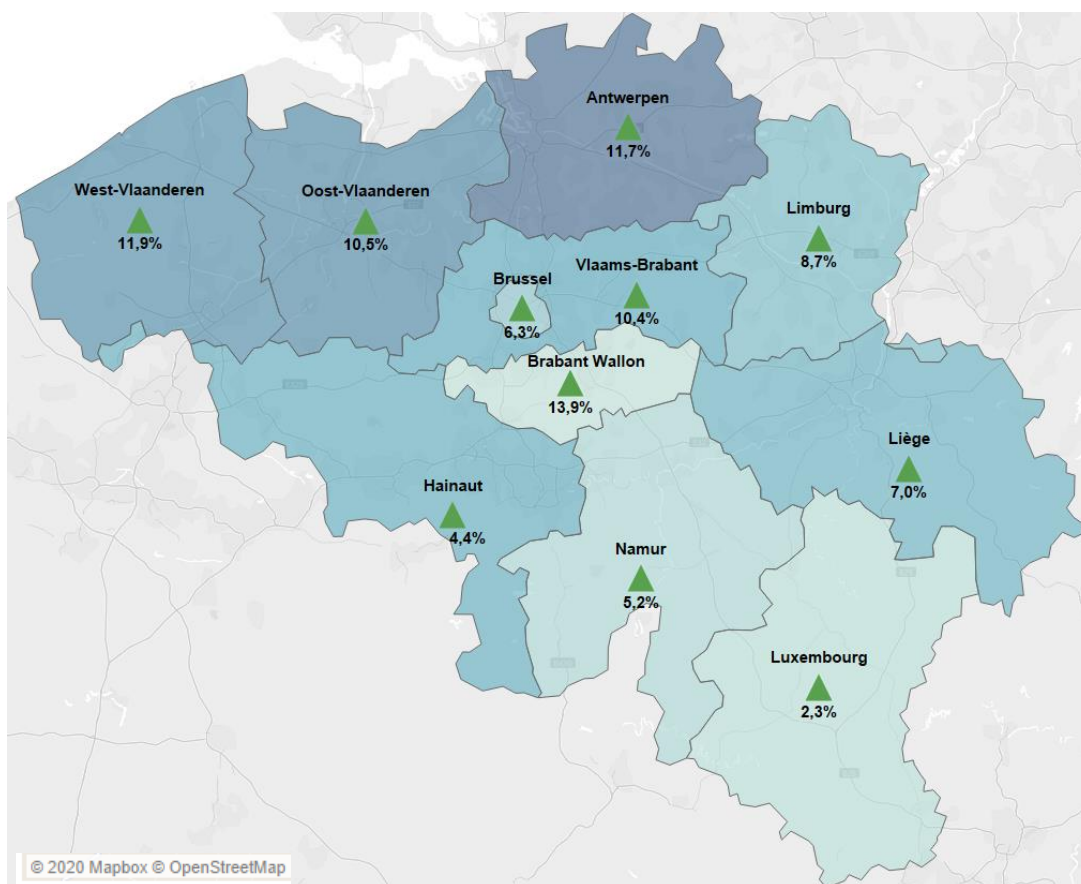 Antwerpen
11,7%
West-Vlaanderen
11,9%
Oost-Vlaanderen
10,5%
Limburg
8,7%
Brussel
6,3%
Vlaams-Brabant
10,4%
Brabant Wallon
13,9%
Liège
7,0%
Hainaut
4,4%
Namur
5,2%
Luxembourg
2,3%
© 2020 Mapbox © OpenStreetMap